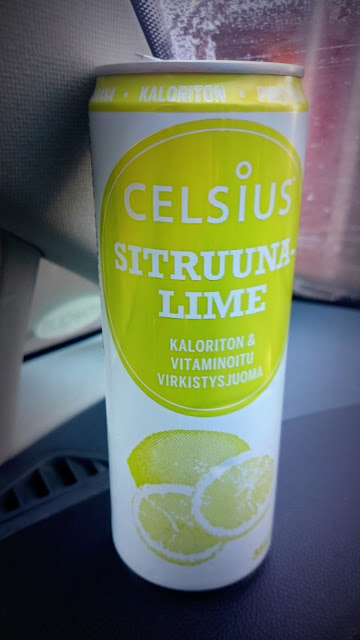 KALORITON
CELSIUS
SITRUUNA-
LIME
KALORITON &
VITAMINOITU
VIRKISTYSJUOMA